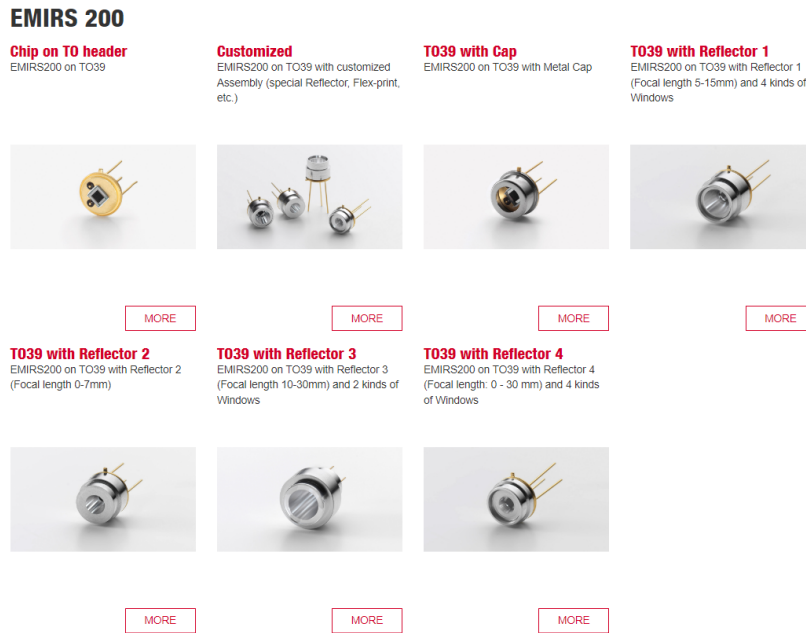 EMIRS 200
Chip on TO header
EMIRS200 on TO39
Customized
EMIRS200 on TO39 with customized
Assembly (special Reflector, Flex-print,
etc.)
TO39 with Cap
EMIRS200 on TO39 with Metal Cap
TO39 with Reflector 1
EMIRS200 on TO39 with Reflector 1
(Focal length 5-15mm) and 4 kinds of
Windows
MORE
MORE
MORE
MORE
TO39 with Reflector 2
EMIRS200 on TO39 with Reflector 2
(Focal length 0-7mm)
TO39 with Reflector 3
EMIRS200 on TO39 with Reflector 3
(Focal length 10-30mm) and 2 kinds of
Windows
TO39 with Reflector 4
EMIRS200 on TO39 with Reflector 4
(Focal length: 0 - 30 mm) and 4 kinds
of Windows
MORE
MORE
MORE